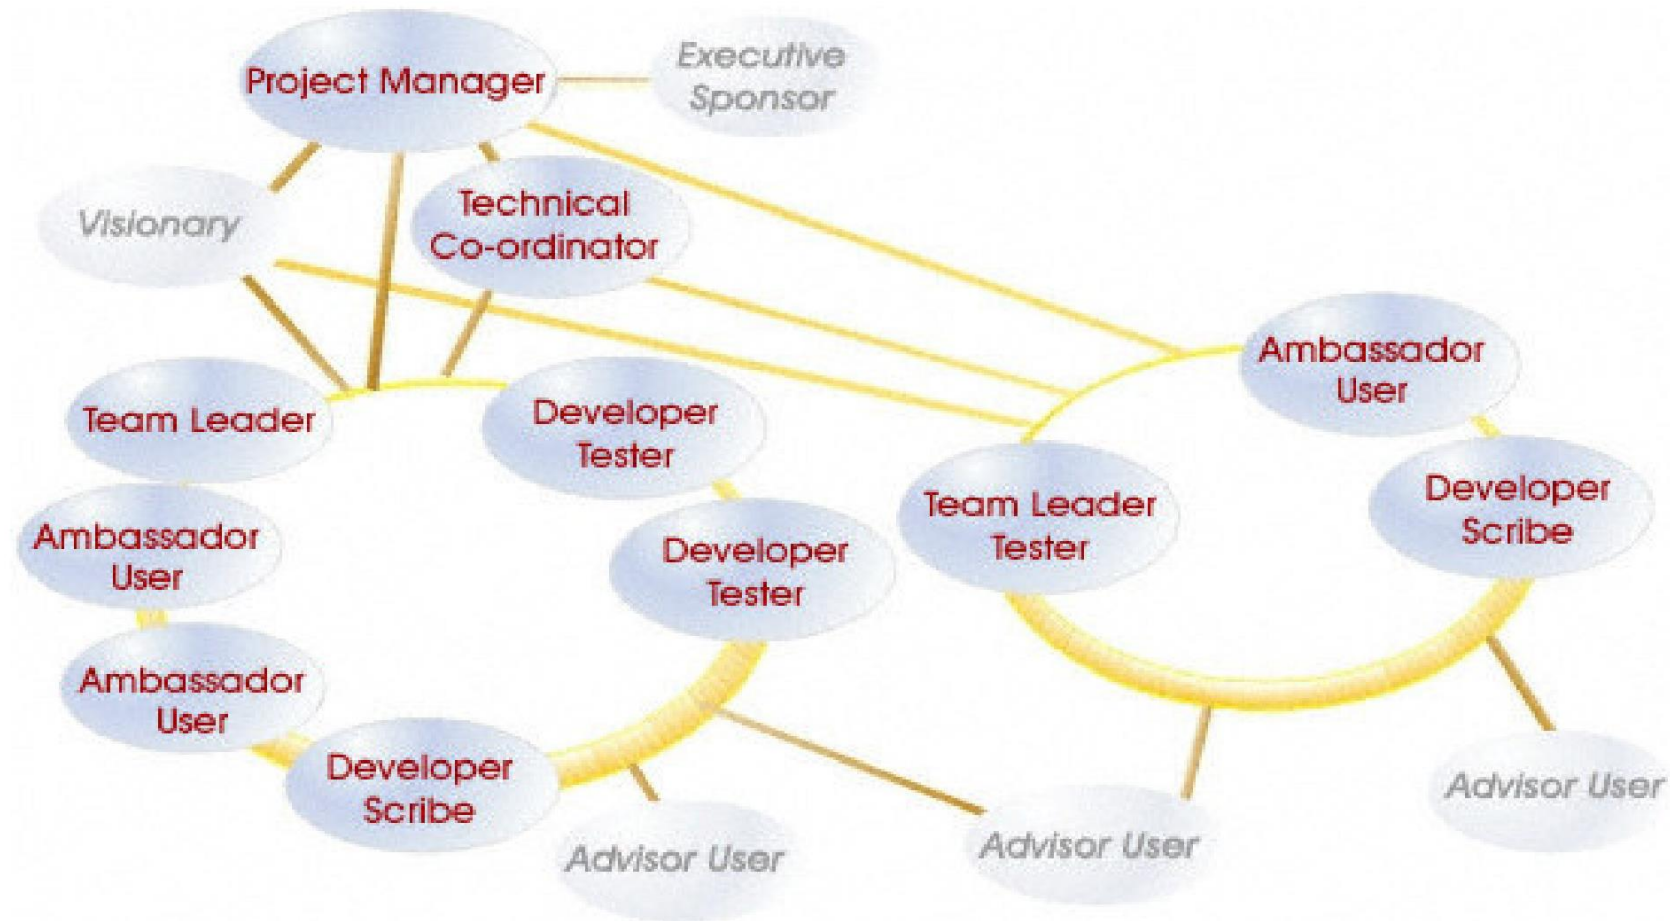 Project Manager
Executive
Sponsor
Visionary
Technical
Co-ordinator
Team Leader
Developer
Tester
Ambassador
User
Developer
Tester
Ambassador
User
Developer
Scribe
Advisor User
Ambassador
User
Team Leader
Tester
Developer
Scribe
Advisor User
Advisor User